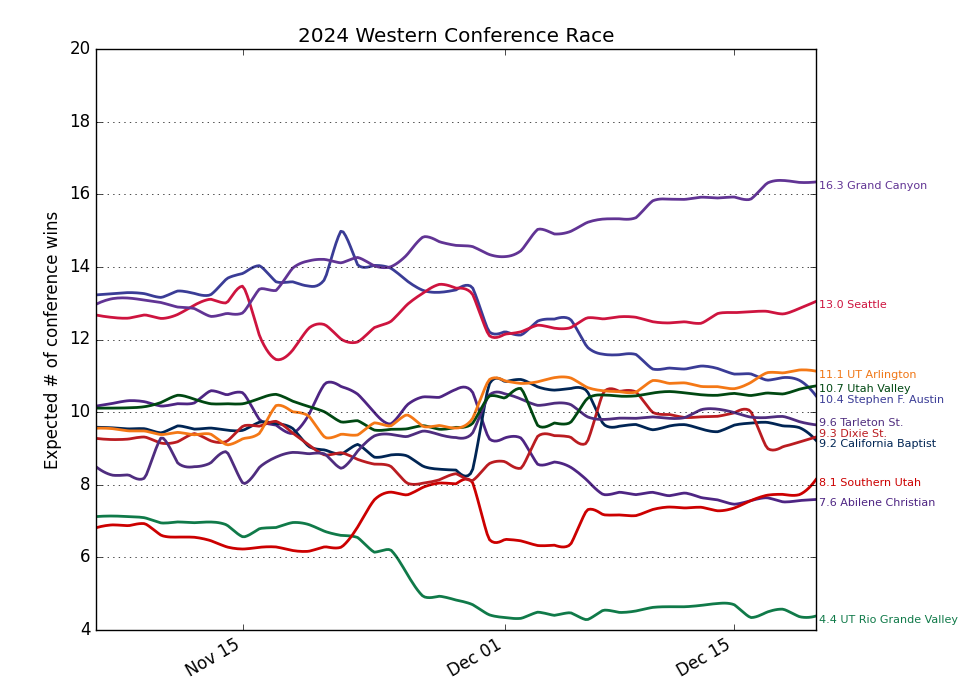 2024 Western Conference Race
Expected # of conference wins
20
18
16
14
12
10
8
6
4
Nov 15
Dec 01
Dec 15
16.3 Grand Canyon
13.0 Seattle
11.1 UT Arlington
10.7 Utah Valley
10.4 Stephen F. Austin
9.6 Tarleton St.
9.3 Dixie St.
9.2 California Baptist
8.1 Southern Utah
7.6 Abilene Christian
4.4 UT Rio Grande Valley